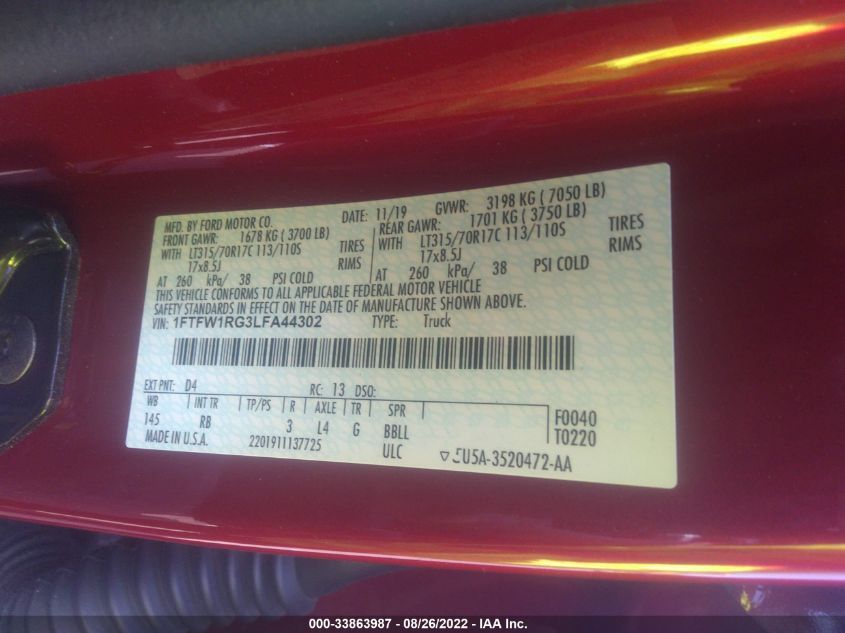 MFD. BY FORD MOTOR CO. DATE: 11/19 GVWR: 3198 KG ( 7050 LB)
FRONT GAWR: 1678 KG ( 3700 LB) REAR GAWR: 1701 KG ( 3750 LB)
WITH LT315/70R17C 113/110S TIRES WITH LT315/70R17C 113/110S TIRES
17x8.5J RIMS 17x8.5J RIMS
AT 260 kPa/ 38 PSI COLD AT 260 kPa/ 38 PSI COLD
THIS VEHICLE CONFORMS TO ALL APPLICABLE FEDERAL MOTOR VEHICLE
SAFETY STANDARDS IN EFFECT ON THE DATE OF MANUFACTURE SHOWN ABOVE.
VIN: 1FTFW1RG3LFA44302 TYPE: Truck
EXT PNT: D4 RC: 13 DSO:
WB INT TR TP/PS R AXLE TR SPR F0040
145 RB 3 L4 G BBLL T0220
MADE IN U.S.A. 2201911137725 ULC 5U5A-3520472-AA
000-33863987 - 08/26/2022 - IAA Inc.